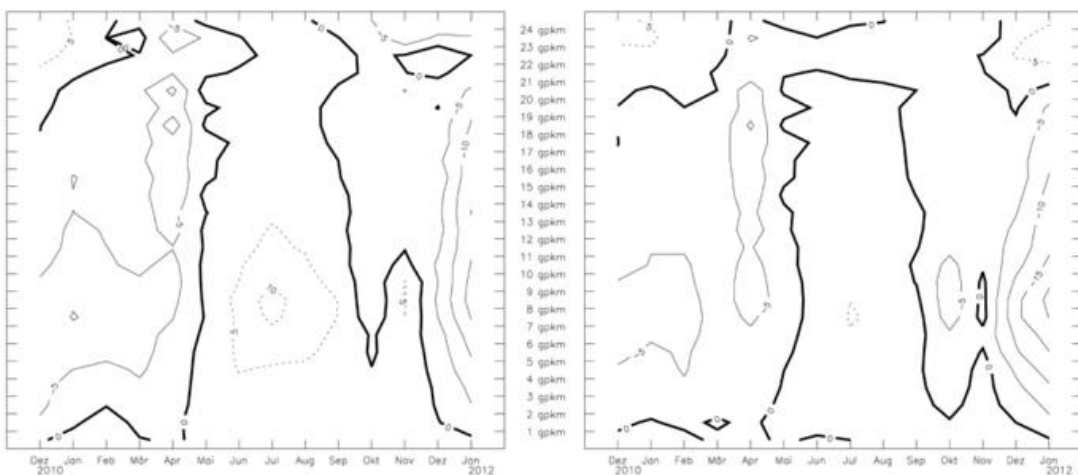 24 gpkm
23 gpkm
22 gpkm
21 gpkm
20 gpkm
19 gpkm
18 gpkm
17 gpkm
16 gpkm
15 gpkm
14 gpkm
13 gpkm
12 gpkm
11 gpkm
10 gpkm
9 gpkm
8 gpkm
7 gpkm
6 gpkm
5 gpkm
4 gpkm
3 gpkm
2 gpkm
1 gpkm
Dez Jan Feb Mär Apr Mai Jun Jul Aug Sep Okt Nov Dez Jan
2010 2012
Dez Jan Feb Mär Apr Mai Jun Jul Aug Sep Okt Nov Dez Jan
2010 2012